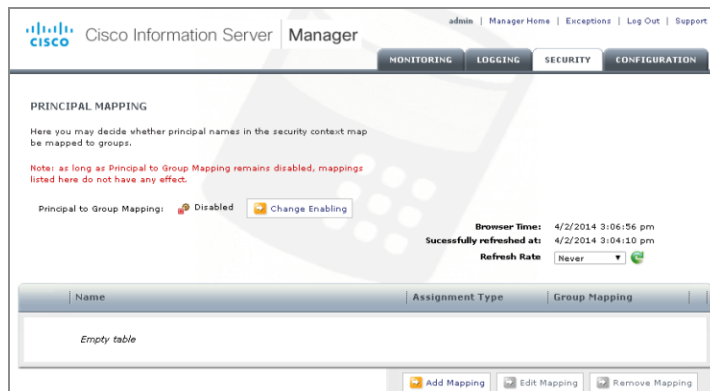 admin | Manager Home | Exceptions | Log Out | Support
CISCO Cisco Information Server | Manager
MONITORING LOGGING SECURITY CONFIGURATION
PRINCIPAL MAPPING
Here you may decide whether principal names in the security context map
be mapped to groups.
Note: as long as Principal to Group Mapping remains disabled, mappings
listed here do not have any effect.
Principal to Group Mapping: Disabled Change Enabling
Browser Time: 4/2/2014 3:06:56 pm
Sucessfully refreshed at: 4/2/2014 3:04:10 pm
Refresh Rate Never
Name Assignment Type Group Mapping
Empty table
Add Mapping Edit Mapping Remove Mapping